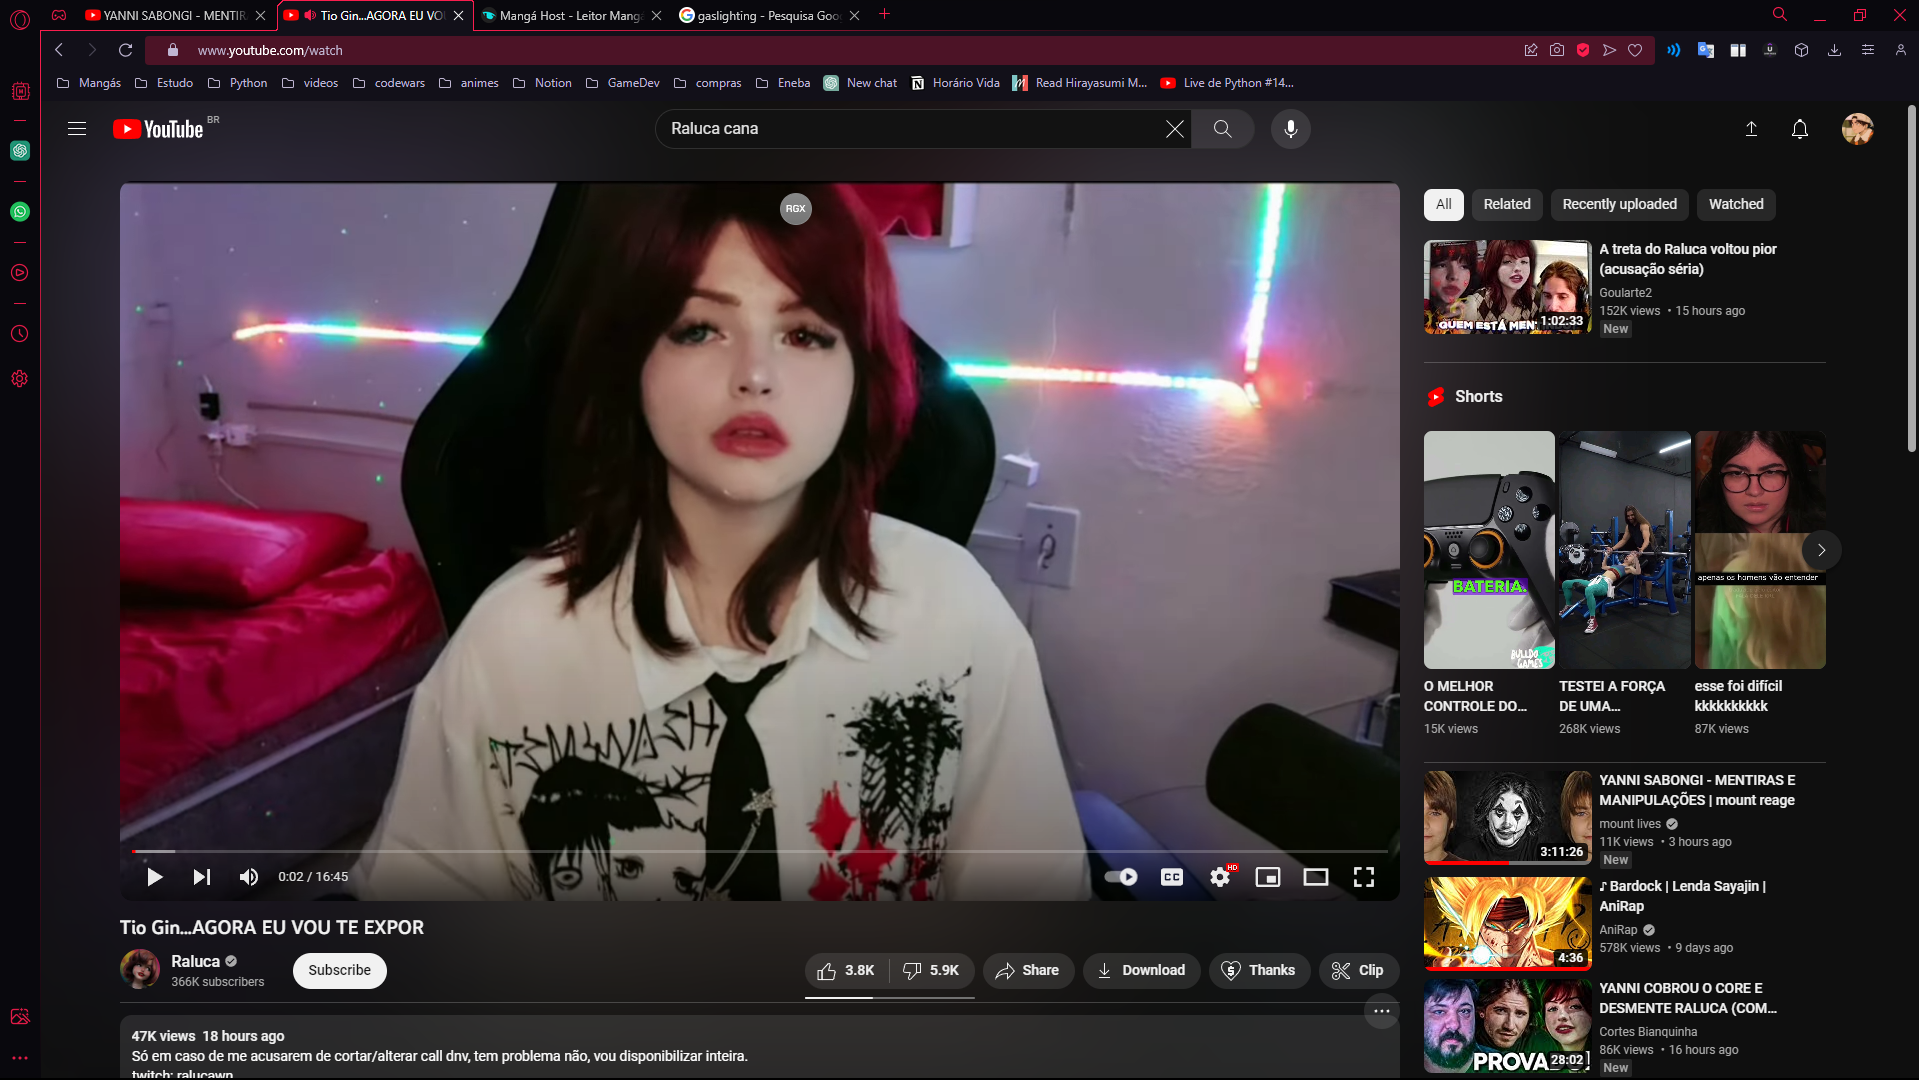 YANNI SABONGI - MENTIR
Tio Gin...AGORA EU VOU
Mangá Host - Leitor Mangá
gaslighting - Pesquisa Goo
www.youtube.com/watch
Mangás
Estudo
Python
videos
codewars
animes
Notion
GameDev
compras
Eneba
New chat
Horário Vida
Read Hirayasumi M...
Live de Python #14...
YouTube
BR
Raluca cana
RGX
0:02 / 16:45
CC
HD
Tio Gin...AGORA EU VOU TE EXPOR
Raluca
366K subscribers
Subscribe
3.8K
5.9K
Share
Download
Thanks
Clip
47K views 18 hours ago
Só em caso de me acusarem de cortar/alterar call dnv, tem problema não, vou disponibilizar inteira.
twitch: ralucawn
All
Related
Recently uploaded
Watched
QUEM ESTÁ MEN
1:02:33
A treta do Raluca voltou pior
(acusação séria)
Goularte2
152K views • 15 hours ago
New
Shorts
BATERIA.
BULLDOG
GAMES
apenas os homens vão entender
O MELHOR
CONTROLE DO...
15K views
TESTEI A FORÇA
DE UMA...
268K views
esse foi difícil
kkkkkkkkkk
87K views
3:11:26
YANNI SABONGI - MENTIRAS E
MANIPULAÇÕES | mount reage
mount lives
11K views • 3 hours ago
New
4:36
♪ Bardock | Lenda Sayajin |
AniRap
AniRap
578K views • 9 days ago
PROVA
28:02
YANNI COBROU O CORE E
DESMENTE RALUCA (COM...
Cortes Bianquinha
86K views • 16 hours ago
New